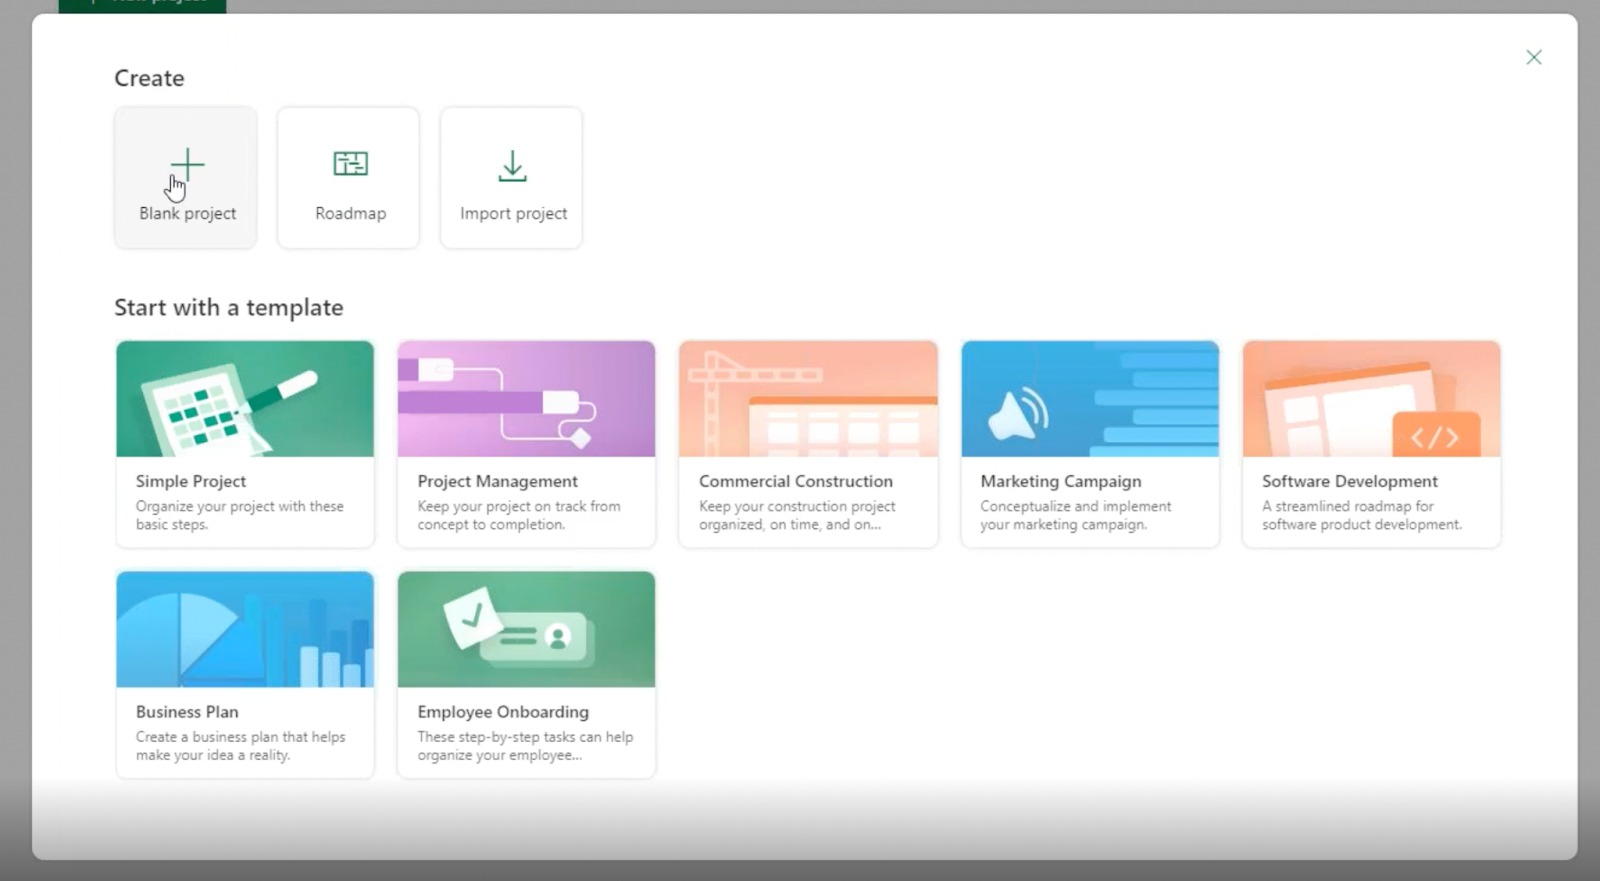 Create
Blank project
Roadmap
Import project
Start with a template
Simple Project
Organize your project with these
basic steps.
Project Management
Keep your project on track from
concept to completion.
Commercial Construction
Keep your construction project
organized, on time, and on...
Marketing Campaign
Conceptualize and implement
your marketing campaign.
Software Development
A streamlined roadmap for
software product development.
</>
Business Plan
Create a business plan that helps
make your idea a reality.
Employee Onboarding
These step-by-step tasks can help
organize your employee...